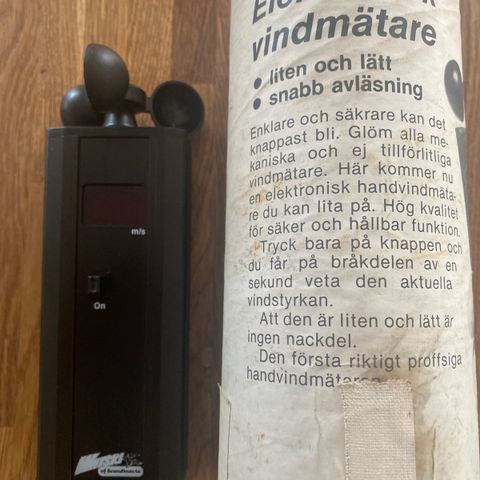 vindmätare
• liten och lätt
• snabb avläsning
Enklare och säkrare kan det
knappast bli. Glöm alla me-
kaniska och ej tillförlitliga
vindmätare. Här kommer nu
en elektronisk handvindmäta-
re du kan lita på. Hög kvalitet
för säker och hållbar funktion.
Tryck bara på knappen och
du får på bråkdelen av en
sekund veta den aktuella
vindstyrkan.
Att den är liten och lätt är
ingen nackdel.
Den första riktigt proffsiga
handvindmätaren
m/s
On
of Scandinavia